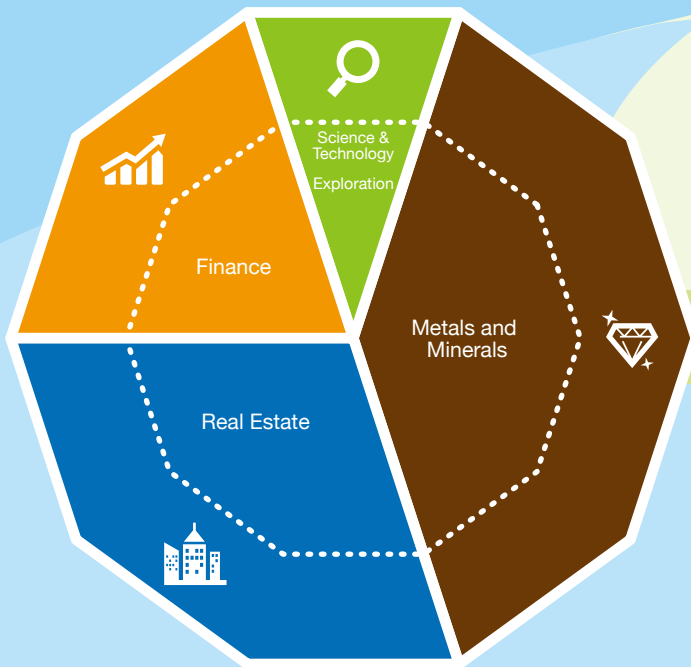 Science &
Technology
Exploration
Finance
Metals and
Minerals
Real Estate